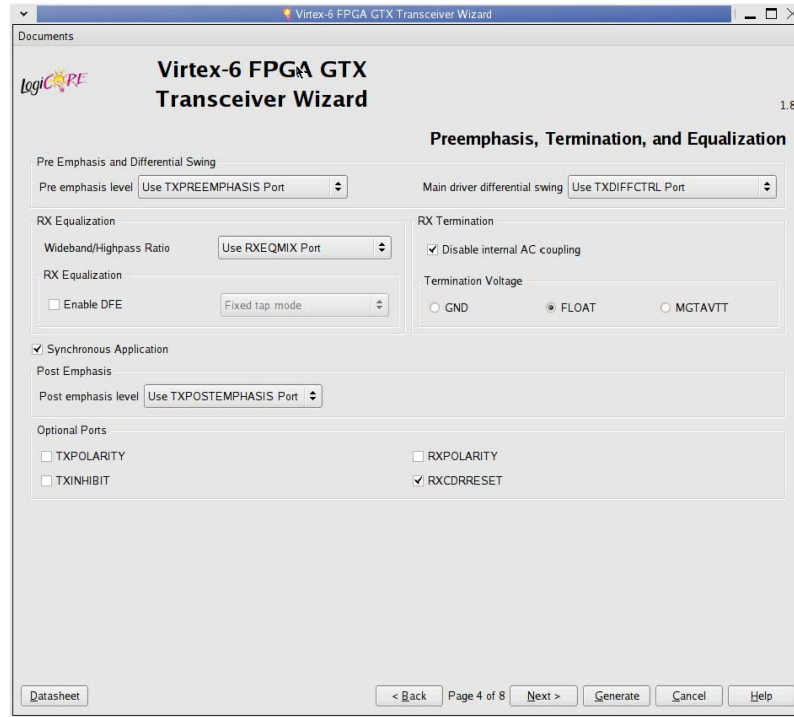 Virtex-6 FPGA GTX Transceiver Wizard
Documents
LogiCORE
Virtex-6 FPGA GTX
Transceiver Wizard
1.8
Preemphasis, Termination, and Equalization
Pre Emphasis and Differential Swing
Pre emphasis level Use TXPREEMPHASIS Port
Main driver differential swing Use TXDIFFCTRL Port
RX Equalization
Wideband/Highpass Ratio Use RXEQMIX Port
RX Equalization
Enable DFE Fixed tap mode
RX Termination
Disable internal AC coupling
Termination Voltage
GND FLOAT MGTAVTT
Synchronous Application
Post Emphasis
Post emphasis level Use TXPOSTEMPHASIS Port
Optional Ports
TXPOLARITY RXPOLARITY
TXINHIBIT RXCDRRESET
Datasheet < Back Page 4 of 8 Next > Generate Cancel Help